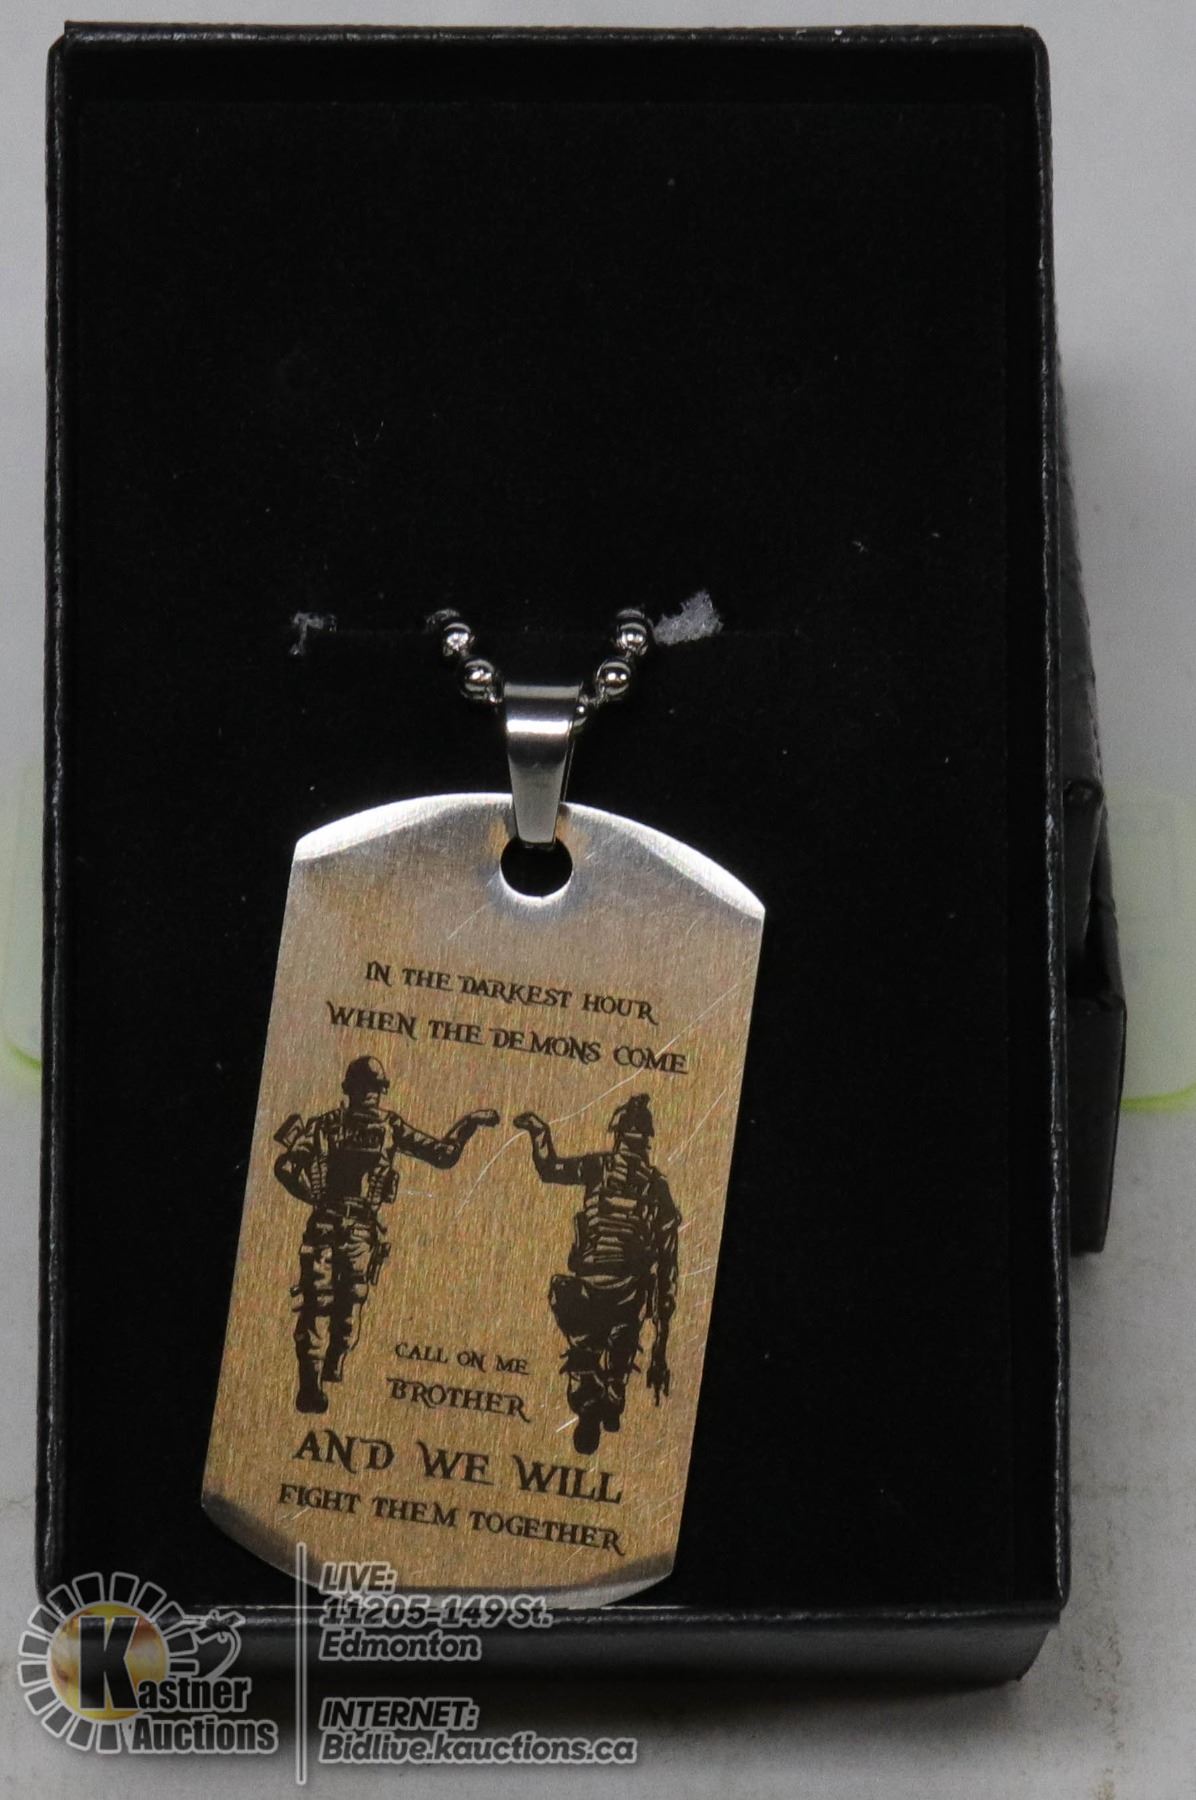 IN THE DARKEST HOUR
WHEN THE DEMONS COME
CALL ON ME
BROTHER
AND WE WILL
FIGHT THEM TOGETHER
Kastner
Auctions
LIVE:
11205-149 St.
Edmonton
INTERNET:
Bidlive.kauctions.ca